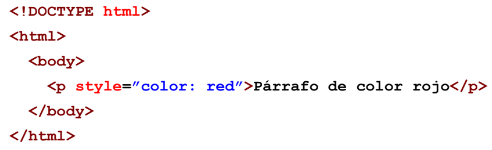 <!DOCTYPE html>
<html>
<body>
<p style=”color: red”>Párrafo de color rojo</p>
</body>
</html>